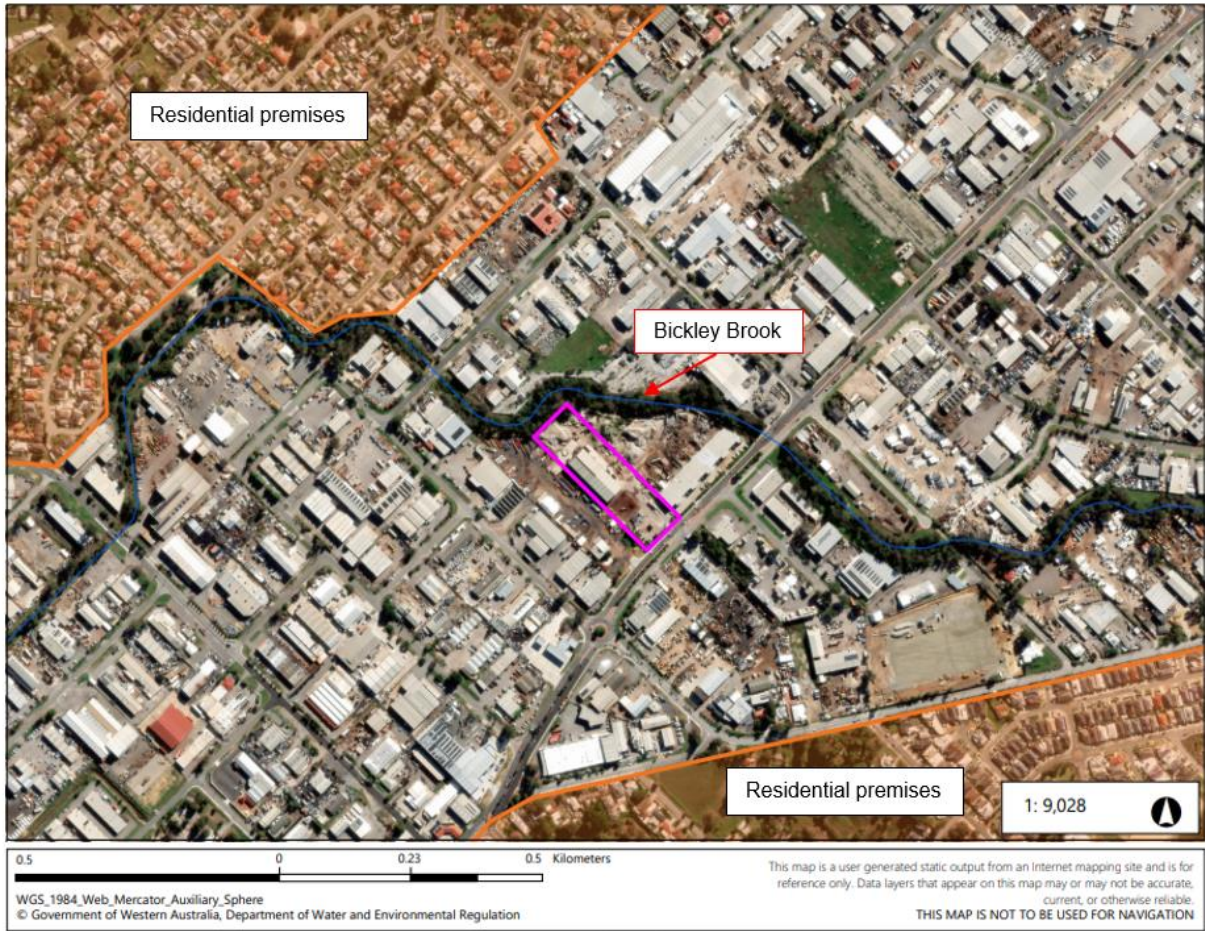 Residential premises
Bickley Brook
Residential premises
1: 9,028
0.5 0 0.23 0.5 Kilometers
WGS_1984_Web_Mercator_Auxiliary_Sphere
© Government of Western Australia, Department of Water and Environmental Regulation
This map is a user generated static output from an Internet mapping site and is for
reference only. Data layers that appear on this map may or may not be accurate,
current, or otherwise reliable.
THIS MAP IS NOT TO BE USED FOR NAVIGATION